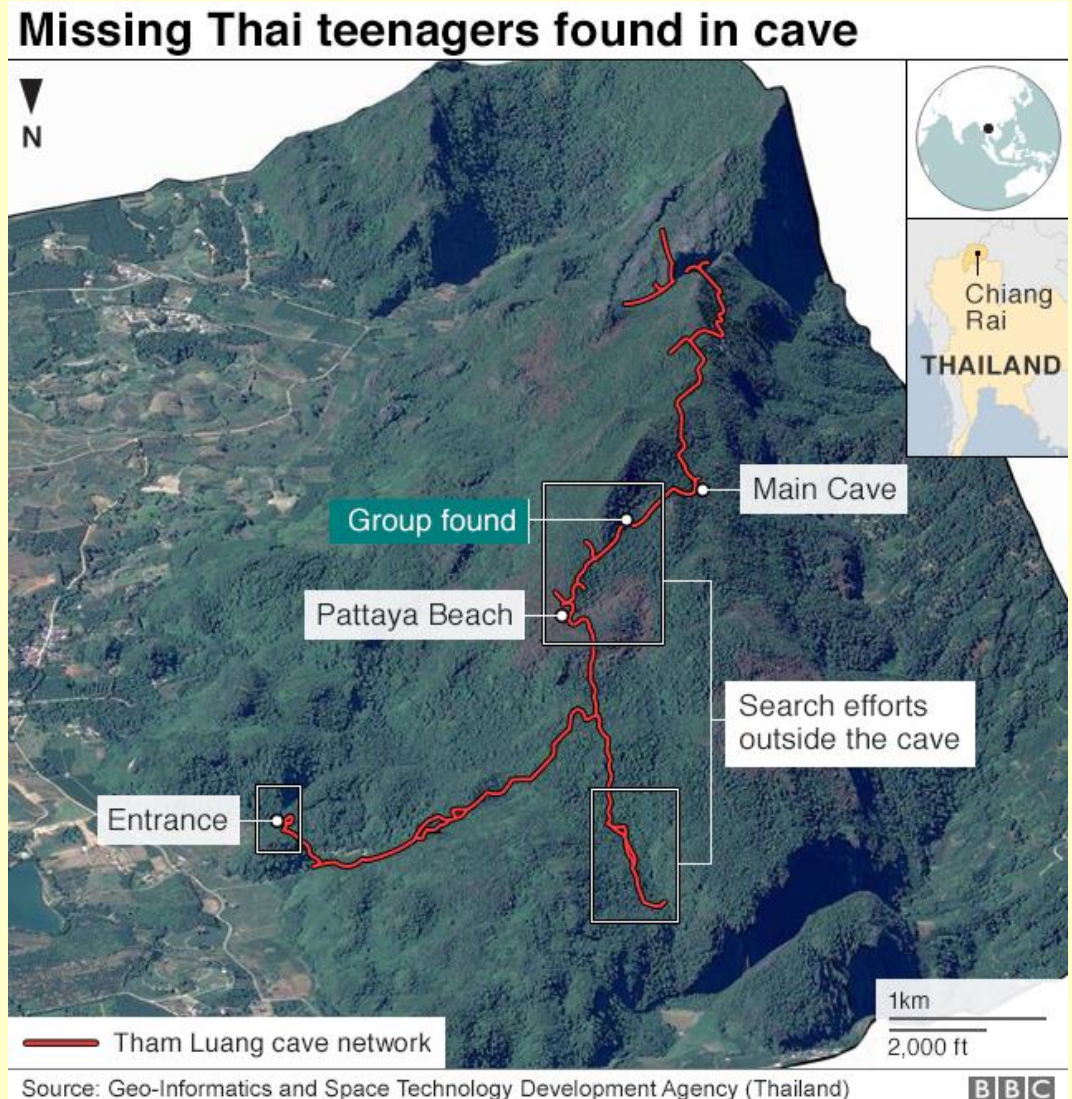 Missing Thai teenagers found in cave
N
Chiang
Rai
THAILAND
Main Cave
Group found
Pattaya Beach
Search efforts
outside the cave
Entrance
1km
2,000 ft
Tham Luang cave network
Source: Geo-Informatics and Space Technology Development Agency (Thailand)
BBC